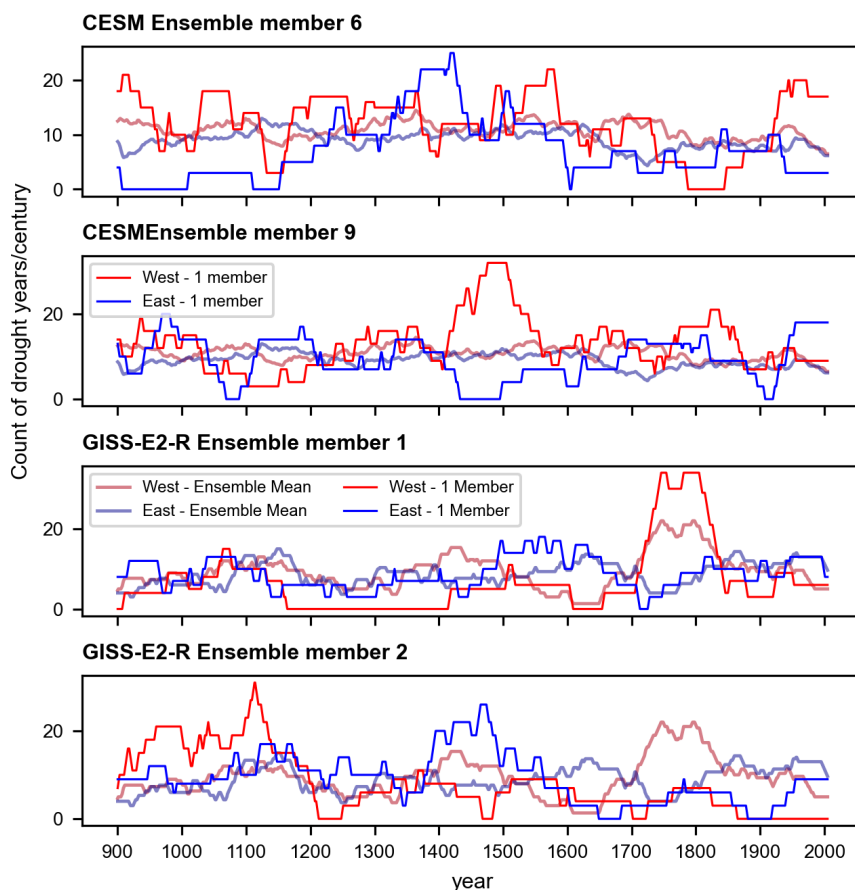 CESM Ensemble member 6
20
10
0
CESMEnsemble member 9
West - 1 member
East - 1 member
20
0
Count of drought years/century
GISS-E2-R Ensemble member 1
West - Ensemble Mean West - 1 Member
East - Ensemble Mean East - 1 Member
20
0
GISS-E2-R Ensemble member 2
20
0
900 1000 1100 1200 1300 1400 1500 1600 1700 1800 1900 2000
year